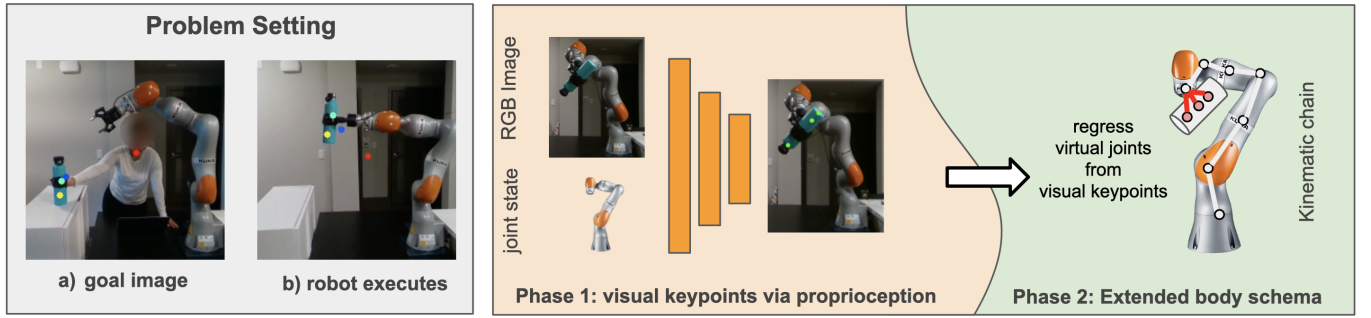 Problem Setting
a) goal image
b) robot executes
RGB Image
joint state
Phase 1: visual keypoints via proprioception
regress
virtual joints
from
visual keypoints
Kinematic chain
Phase 2: Extended body schema
KUKA